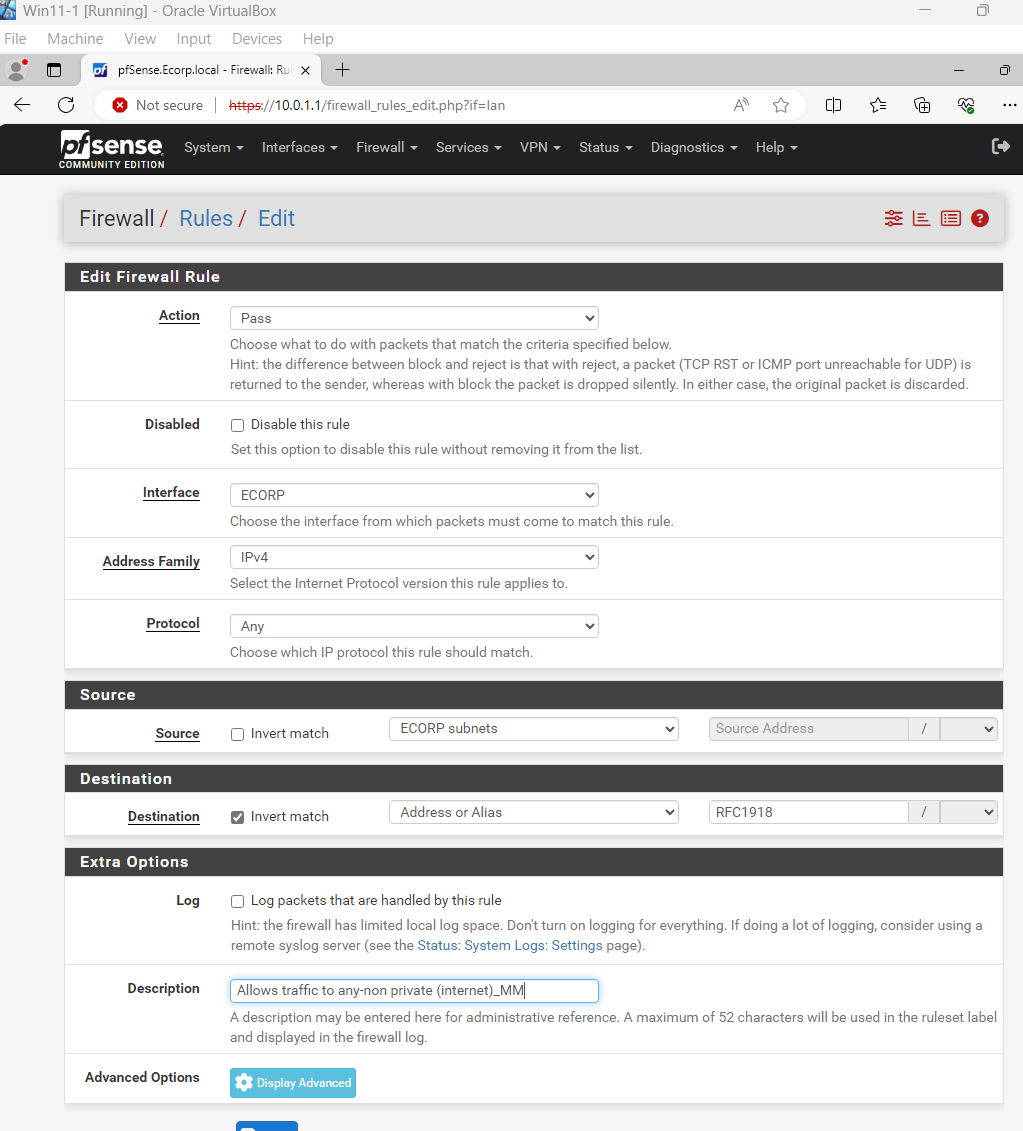 Win11-1 [Running] - Oracle VirtualBox
File Machine View Input Devices Help
pfSense.Ecorp.local - Firewall: Ru
Not secure https://10.0.1.1/firewall_rules_edit.php?if=lan
pfsense
COMMUNITY EDITION
System Interfaces Firewall Services VPN Status Diagnostics Help
Firewall / Rules / Edit
Edit Firewall Rule
Action Pass
Choose what to do with packets that match the criteria specified below.
Hint: the difference between block and reject is that with reject, a packet (TCP RST or ICMP port unreachable for UDP) is
returned to the sender, whereas with block the packet is dropped silently. In either case, the original packet is discarded.
Disabled Disable this rule
Set this option to disable this rule without removing it from the list.
Interface ECORP
Choose the interface from which packets must come to match this rule.
Address Family IPv4
Select the Internet Protocol version this rule applies to.
Protocol Any
Choose which IP protocol this rule should match.
Source
Source Invert match ECORP subnets Source Address /
Destination
Destination Invert match Address or Alias RFC1918 /
Extra Options
Log Log packets that are handled by this rule
Hint: the firewall has limited local log space. Don't turn on logging for everything. If doing a lot of logging, consider using a
remote syslog server (see the Status: System Logs: Settings page).
Description Allows traffic to any-non private (internet)_MM
A description may be entered here for administrative reference. A maximum of 52 characters will be used in the ruleset label
and displayed in the firewall log.
Advanced Options Display Advanced